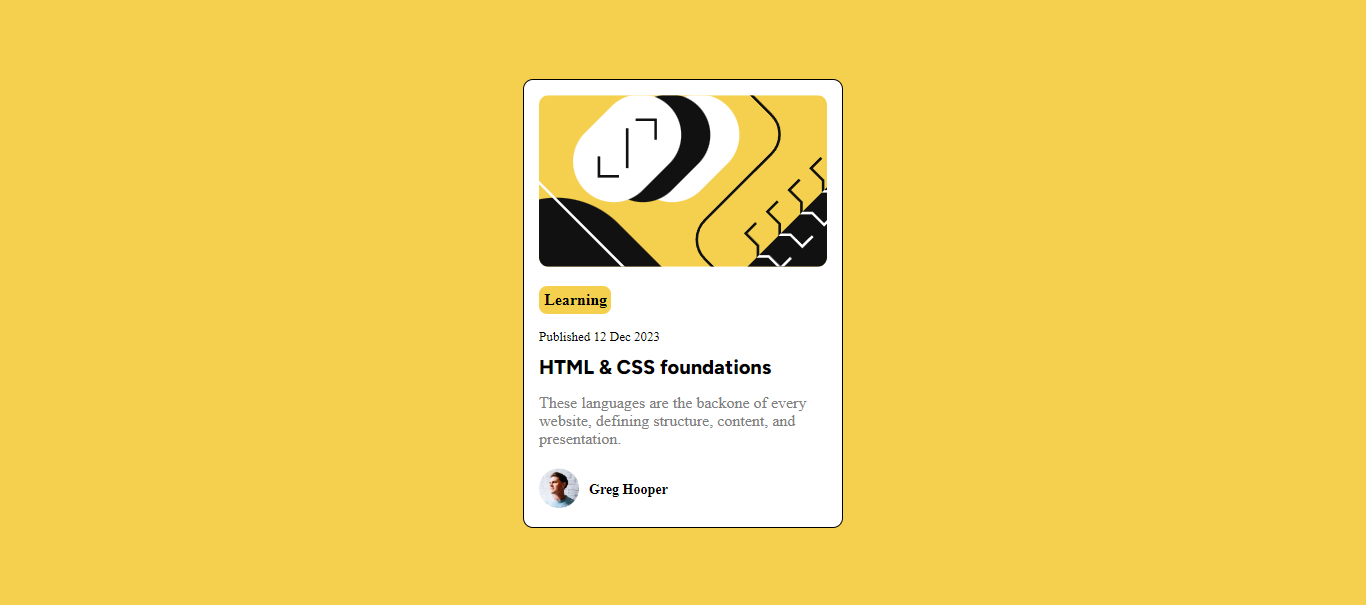 Learning
Published 12 Dec 2023
HTML & CSS foundations
These languages are the backone of every
website, defining structure, content, and
presentation.
Greg Hooper